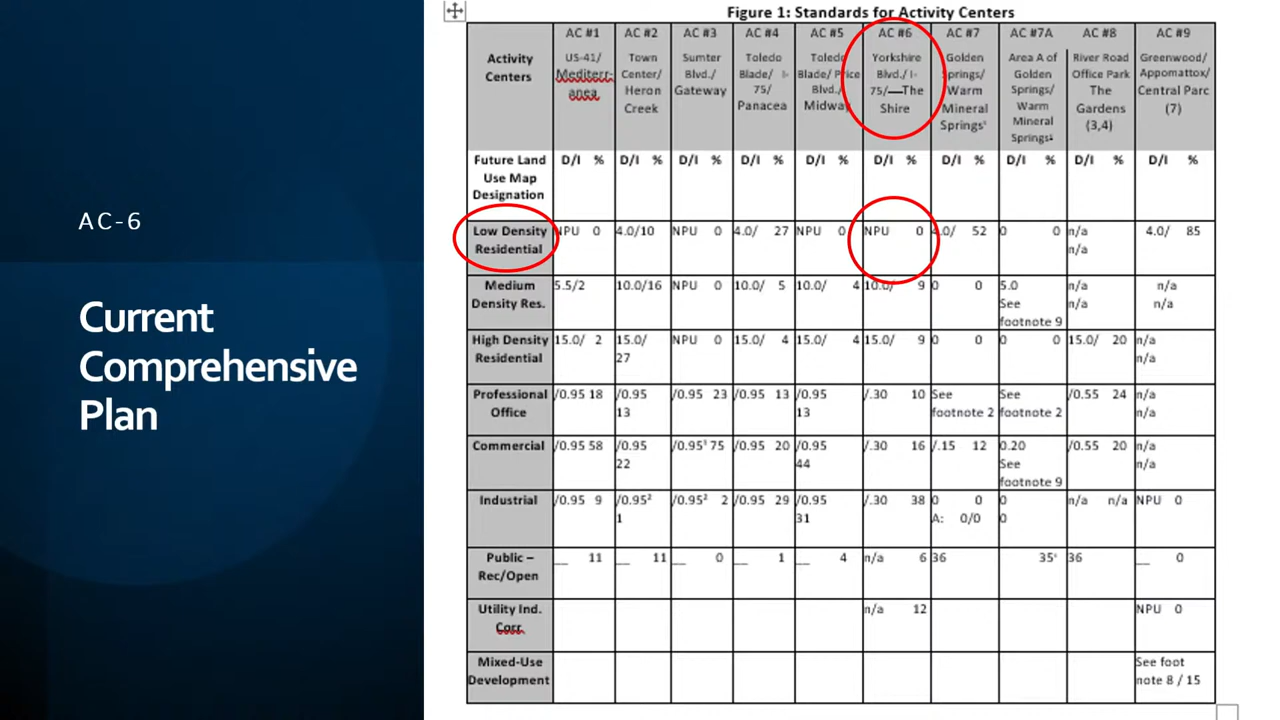 AC-6
Current
Comprehensive
Plan
Figure 1: Standards for Activity Centers
Activity
Centers
AC #1
US-41/
Mediterr-
anea
AC #2
Town
Center/
Heron
Creek
AC #3
Sumter
Blvd./
Gateway
AC #4
Toledo
Blade/ I-
75/
Panacea
AC #5
Toledo
Blade/ Price
Blvd./
Midway
AC #6
Yorkshire
Blvd./ I-
75/—The
Shire
AC #7
Golden
Springs/
Warm
Mineral
Springs¹
AC #7A
Area A of
Golden
Springs/
Warm
Mineral
Springs¹
AC #8
River Road
Office Park
The
Gardens
(3,4)
AC #9
Greenwood/
Appomattox/
Central Parc
(7)
Future Land
Use Map
Designation
D/I % D/I % D/I % D/I % D/I % D/I % D/I % D/I % D/I % D/I %
Low Density NPU 0 4.0/10 NPU 0 4.0/ 27 NPU 0 NPU 0 4.0/ 52 0 0 n/a 4.0/ 85
Residential n/a
Medium 5.5/2 10.0/16 NPU 0 10.0/ 5 10.0/ 4 10.0/ 9 0 0 5.0 n/a n/a
Density Res. See n/a n/a
footnote 9
High Density 15.0/ 2 15.0/ NPU 0 15.0/ 4 15.0/ 4 15.0/ 9 0 0 0 0 15.0/ 20 n/a
Residential 27 n/a
Professional /0.95 18 /0.95 /0.95 23 /0.95 13 /0.95 /.30 10 See See /0.55 24 n/a
Office 13 13 footnote 2 footnote 2 n/a
Commercial /0.95 58 /0.95 /0.95³ 75 /0.95 20 /0.95 /.30 16 /.15 12 0.20 /0.55 20 n/a
22 44 See n/a
footnote 9
Industrial /0.95 9 /0.95² /0.95² 2 /0.95 29 /0.95 /.30 38 0 0 0 n/a n/a NPU 0
1 31 A: 0/0 0
Public – __ 11 __ 11 __ 0 __ 1 __ 4 n/a 6 36 35 36 __ 0
Rec/Open
Utility Ind. n/a 12 NPU 0
Corr.
Mixed-Use See foot
Development note 8 / 15